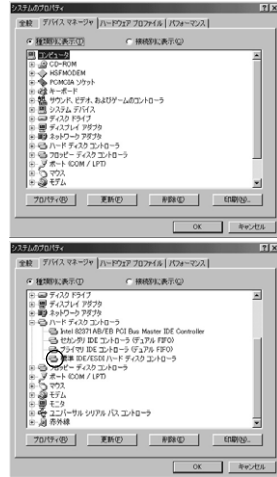 システムのプロパティ
全般 デバイス マネージャ ハードウェア プロファイル パフォーマンス
種類別に表示(T) 接続別に表示(C)
コンピュータ
CD-ROM
HSFMODEM
PCMCIA ソケット
キーボード
サウンド、ビデオ、およびゲームのコントローラ
システム デバイス
ディスク ドライブ
ディスプレイ アダプタ
ネットワーク アダプタ
ハード ディスク コントローラ
フロッピー ディスク コントローラ
ポート (COM / LPT)
マウス
モデム
プロパティ(R) 更新(F) 削除(E) 印刷(N)...
OK キャンセル
システムのプロパティ
全般 デバイス マネージャ ハードウェア プロファイル パフォーマンス
種類別に表示(T) 接続別に表示(C)
ディスク ドライブ
ディスプレイ アダプタ
ネットワーク アダプタ
ハード ディスク コントローラ
Intel 82371AB/EB PCI Bus Master IDE Controller
セカンダリ IDE コントローラ (デュアル FIFO)
プライマリ IDE コントローラ (デュアル FIFO)
標準 IDE/ESDI ハード ディスク コントローラ
フロッピー ディスク コントローラ
ポート (COM / LPT)
マウス
モデム
モニタ
ユニバーサル シリアル バス コントローラ
赤外線
プロパティ(R) 更新(F) 削除(E) 印刷(N)...
OK キャンセル